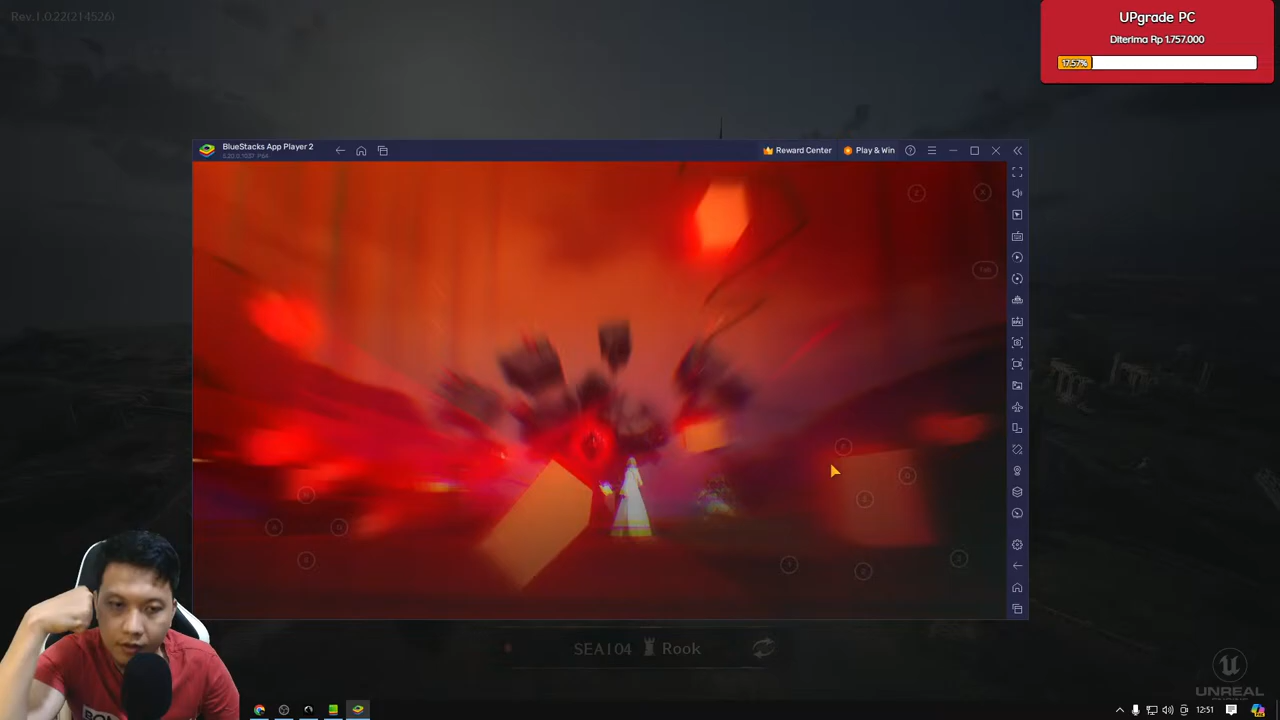 Rev.1.0.22(214526)
UPgrade PC
Diterima Rp 1.757.000
17.57%
BlueStacks App Player 2
Reward Center
Play & Win
Tab
SEA104 Rook
UNREAL
12:51